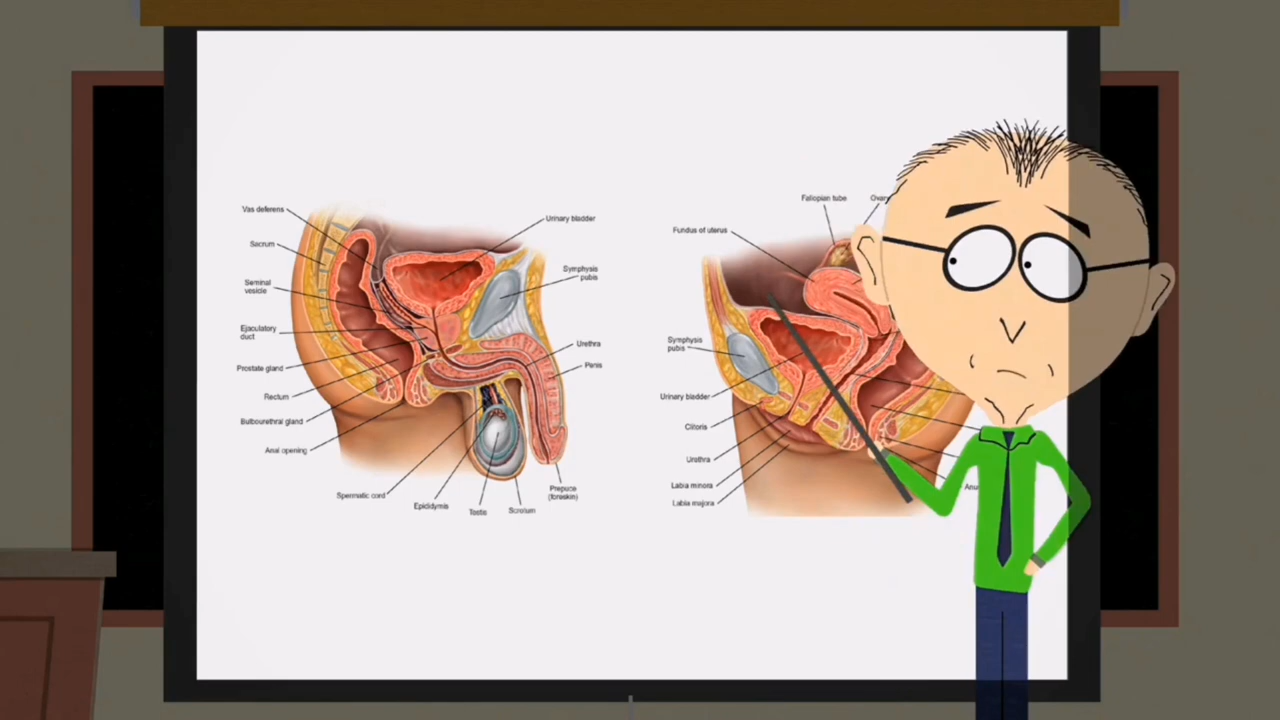 Vas deferens
Sacrum
Seminal
vesicle
Ejaculatory
duct
Prostate gland
Rectum
Bulbourethral gland
Anal opening
Spermatic cord
Epididymis
Testis
Scrotum
Prepuce
(foreskin)
Penis
Urethra
Symphysis
pubis
Urinary bladder
Fallopian tube
Ovary
Fundus of uterus
Symphysis
pubis
Urinary bladder
Clitoris
Urethra
Labia minora
Labia majora
Anu